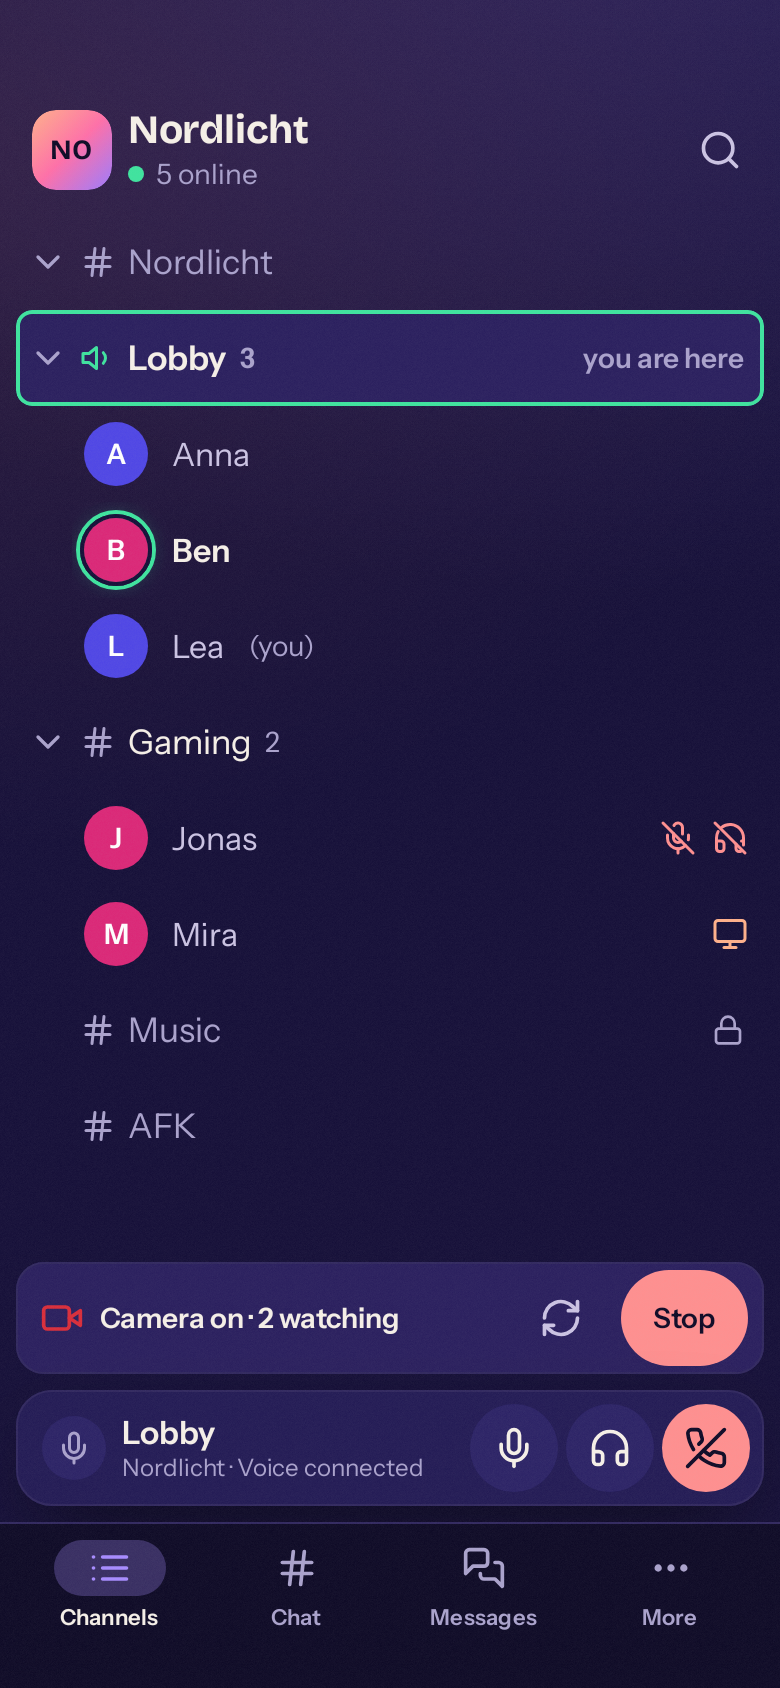 NO
Nordlicht
5 online
# Nordlicht
Lobby 3 you are here
A Anna
B Ben
L Lea (you)
# Gaming 2
J Jonas
M Mira
# Music
# AFK
Camera on · 2 watching Stop
Lobby
Nordlicht · Voice connected
Channels Chat Messages More